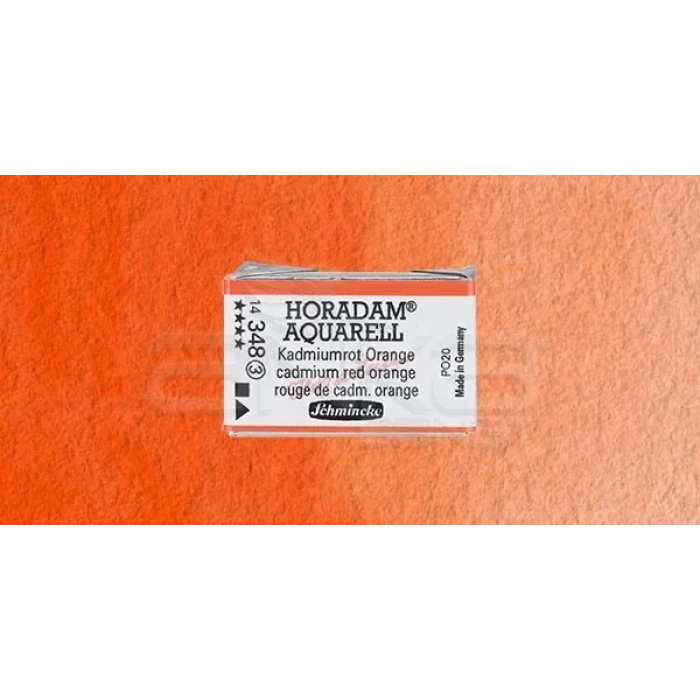 HORADAM®
AQUARELL
Kadmiumrot Orange
cadmium red orange
rouge de cadm. orange
Schmincke
14 348 3
★★★★
PO20
Made in Germany